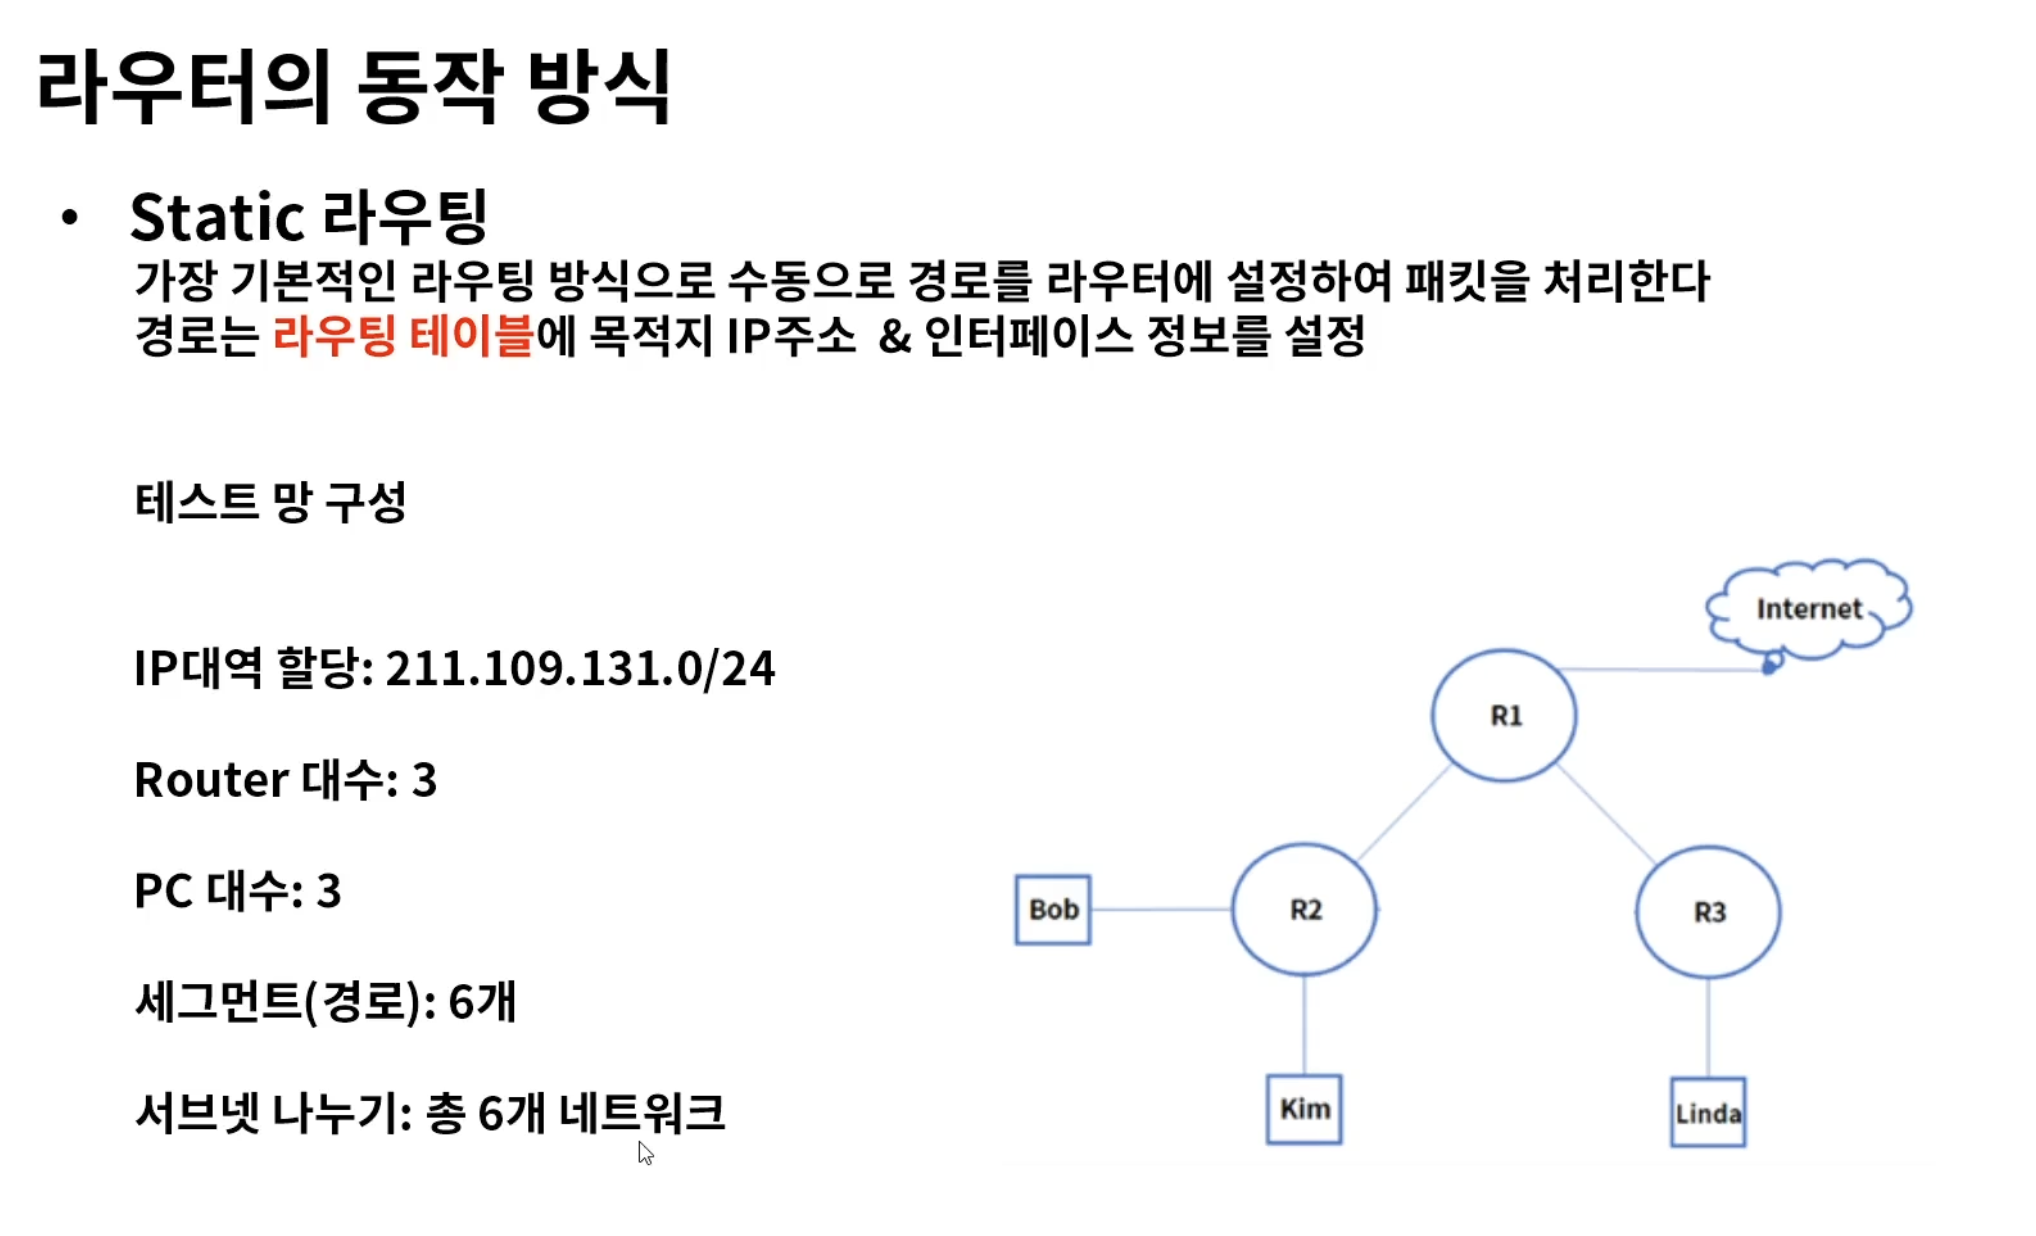 라우터의 동작 방식
• Static 라우팅
가장 기본적인 라우팅 방식으로 수동으로 경로를 라우터에 설정하여 패킷을 처리한다
경로는 라우팅 테이블에 목적지 IP주소 & 인터페이스 정보를 설정
테스트 망 구성
IP대역 할당: 211.109.131.0/24
Router 대수: 3
PC 대수: 3
세그먼트(경로): 6개
서브넷 나누기: 총 6개 네트워크
Internet
R1
Bob
R2
R3
Kim
Linda